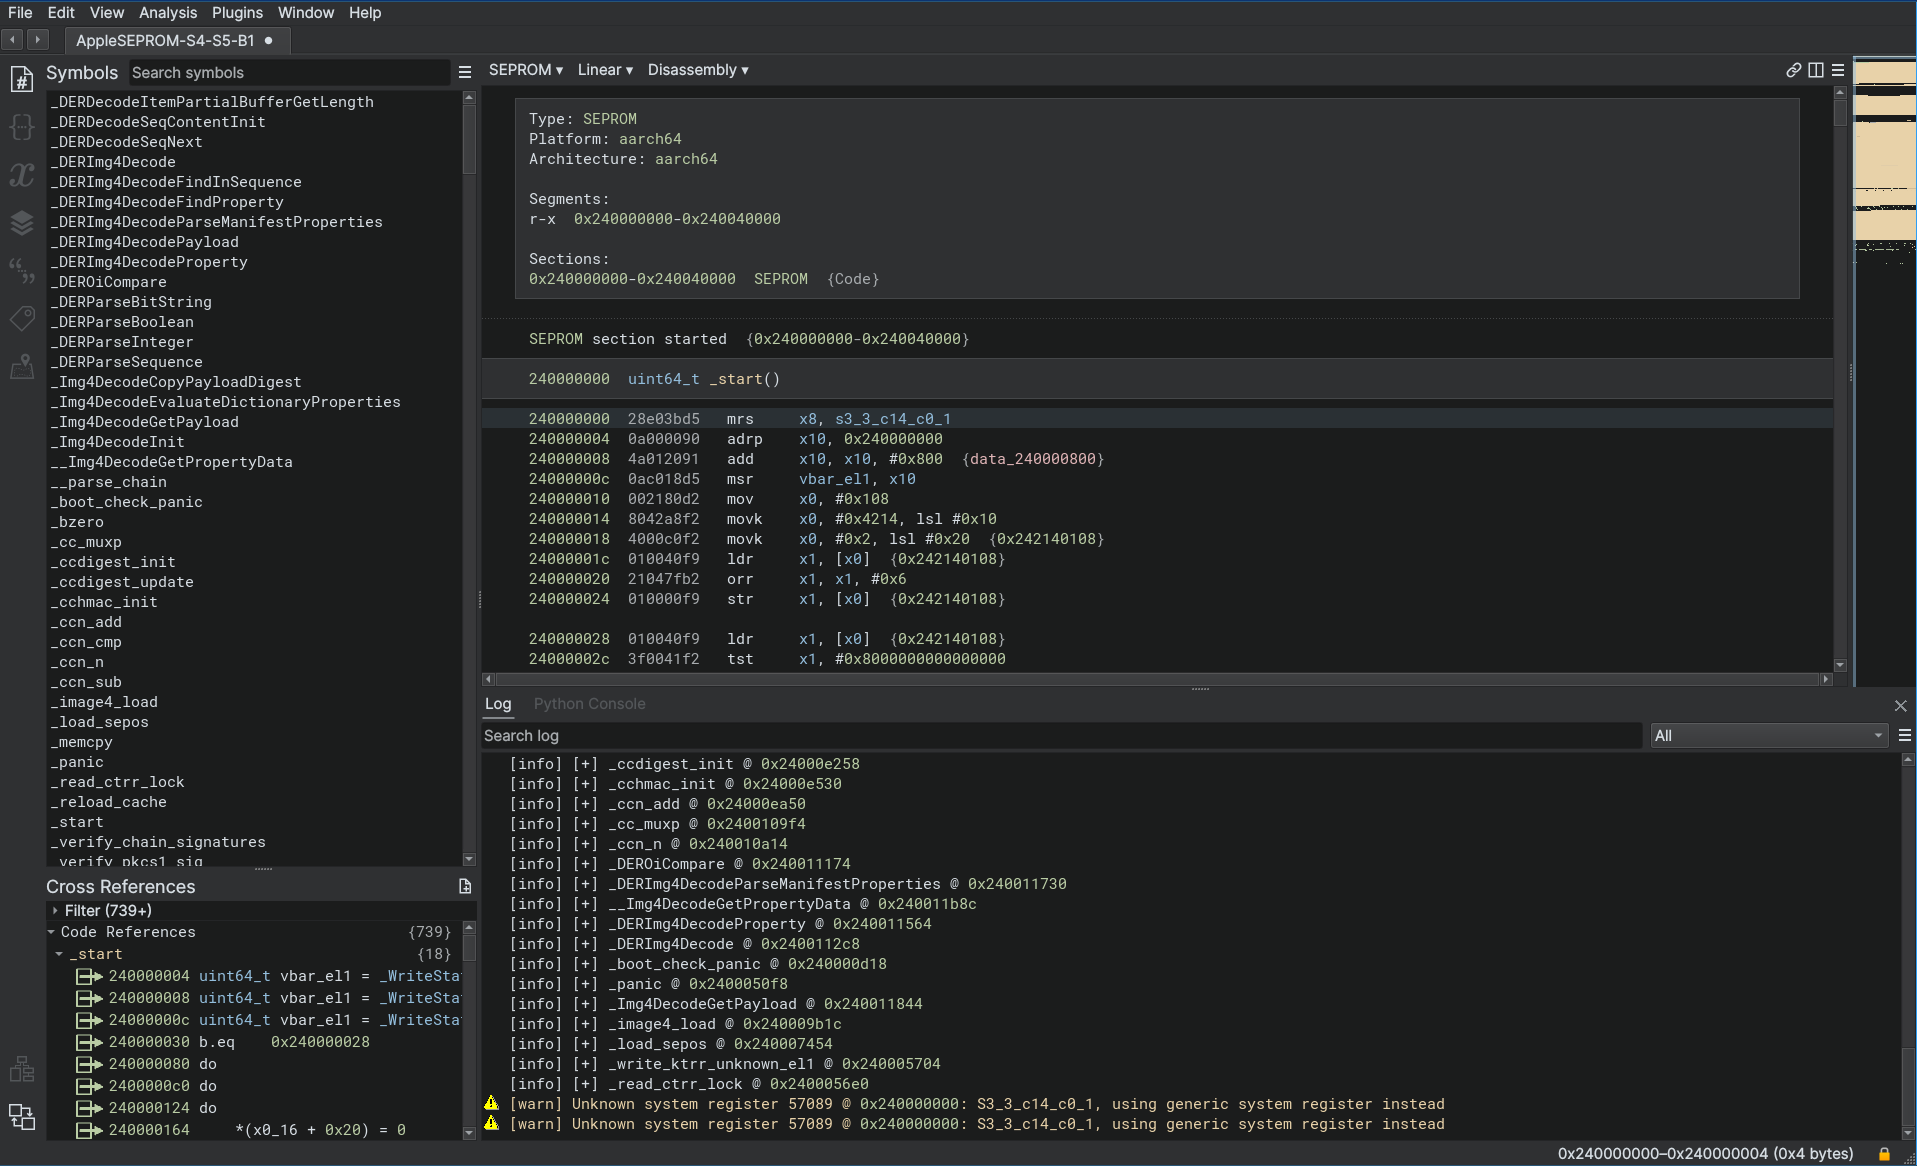 File Edit View Analysis Plugins Window Help
AppleSEPROM-S4-S5-B1 ●
Symbols
Search symbols
_DERDecodeItemPartialBufferGetLength
_DERDecodeSeqContentInit
_DERDecodeSeqNext
_DERImg4Decode
_DERImg4DecodeFindInSequence
_DERImg4DecodeFindProperty
_DERImg4DecodeParseManifestProperties
_DERImg4DecodePayload
_DERImg4DecodeProperty
_DEROiCompare
_DERParseBitString
_DERParseBoolean
_DERParseInteger
_DERParseSequence
_Img4DecodeCopyPayloadDigest
_Img4DecodeEvaluateDictionaryProperties
_Img4DecodeGetPayload
_Img4DecodeInit
__Img4DecodeGetPropertyData
__parse_chain
_boot_check_panic
_bzero
_cc_muxp
_ccdigest_init
_ccdigest_update
_cchmac_init
_ccn_add
_ccn_cmp
_ccn_n
_ccn_sub
_image4_load
_load_sepos
_memcpy
_panic
_read_ctrr_lock
_reload_cache
_start
_verify_chain_signatures
_verify_pkcs1_sig
Cross References
Filter (739+)
Code References {739}
_start {18}
240000004 uint64_t vbar_el1 = _WriteSta
240000008 uint64_t vbar_el1 = _WriteSta
24000000c uint64_t vbar_el1 = _WriteSta
240000030 b.eq 0x240000028
240000080 do
2400000c0 do
240000124 do
240000164 *(x0_16 + 0x20) = 0
SEPROM ▾ Linear ▾ Disassembly ▾
Type: SEPROM
Platform: aarch64
Architecture: aarch64
Segments:
r-x 0x240000000-0x240040000
Sections:
0x240000000-0x240040000 SEPROM {Code}
SEPROM section started {0x240000000-0x240040000}
240000000 uint64_t _start()
240000000 28e03bd5 mrs x8, s3_3_c14_c0_1
240000004 0a000090 adrp x10, 0x240000000
240000008 4a012091 add x10, x10, #0x800 {data_240000800}
24000000c 0ac018d5 msr vbar_el1, x10
240000010 002180d2 mov x0, #0x108
240000014 8042a8f2 movk x0, #0x4214, lsl #0x10
240000018 4000c0f2 movk x0, #0x2, lsl #0x20 {0x242140108}
24000001c 010040f9 ldr x1, [x0] {0x242140108}
240000020 21047fb2 orr x1, x1, #0x6
240000024 010000f9 str x1, [x0] {0x242140108}
240000028 010040f9 ldr x1, [x0] {0x242140108}
24000002c 3f0041f2 tst x1, #0x8000000000000000
Log Python Console
Search log
All
[info] [+] _ccdigest_init @ 0x24000e258
[info] [+] _cchmac_init @ 0x24000e530
[info] [+] _ccn_add @ 0x24000ea50
[info] [+] _cc_muxp @ 0x2400109f4
[info] [+] _ccn_n @ 0x240010a14
[info] [+] _DEROiCompare @ 0x240011174
[info] [+] _DERImg4DecodeParseManifestProperties @ 0x240011730
[info] [+] __Img4DecodeGetPropertyData @ 0x240011b8c
[info] [+] _DERImg4DecodeProperty @ 0x240011564
[info] [+] _DERImg4Decode @ 0x2400112c8
[info] [+] _boot_check_panic @ 0x240000d18
[info] [+] _panic @ 0x2400050f8
[info] [+] _Img4DecodeGetPayload @ 0x240011844
[info] [+] _image4_load @ 0x240009b1c
[info] [+] _load_sepos @ 0x240007454
[info] [+] _write_ktrr_unknown_el1 @ 0x240005704
[info] [+] _read_ctrr_lock @ 0x2400056e0
[warn] Unknown system register 57089 @ 0x240000000: S3_3_c14_c0_1, using generic system register instead
[warn] Unknown system register 57089 @ 0x240000000: S3_3_c14_c0_1, using generic system register instead
0x240000000–0x240000004 (0x4 bytes)